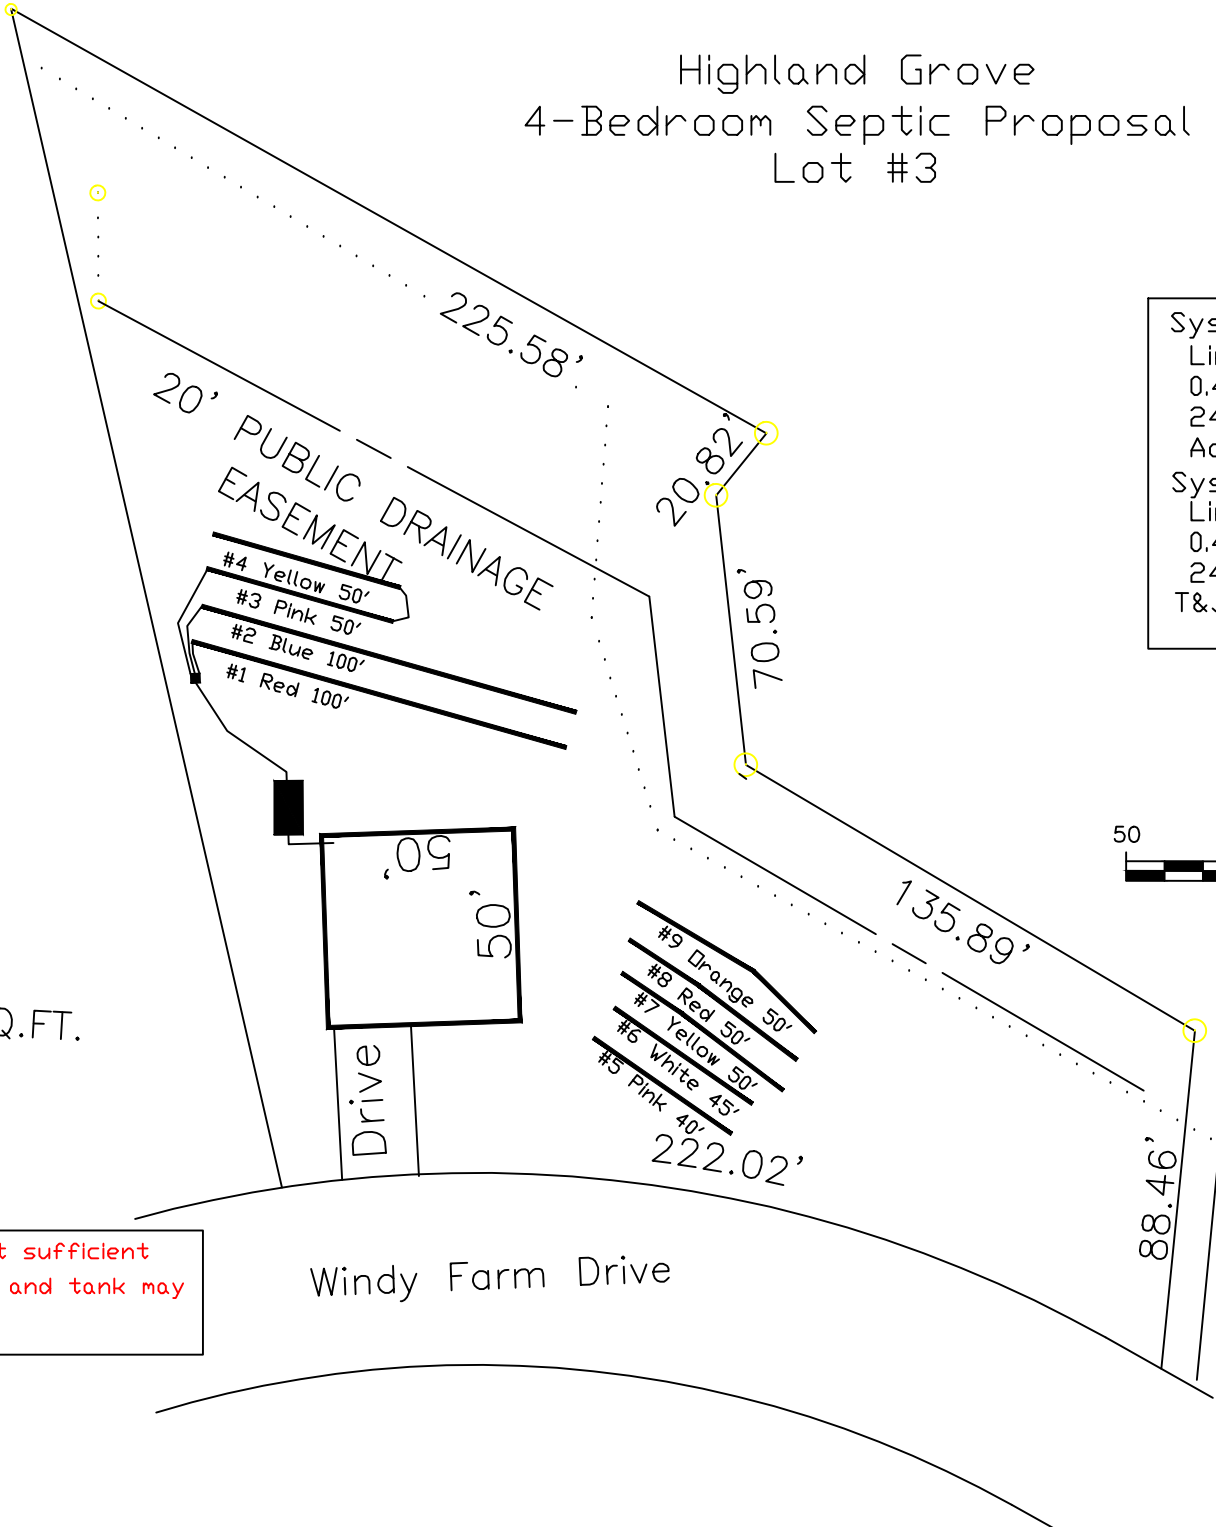 Highland Grove
4-Bedroom Septic Proposal
Lot #3
225.58'
20.82'
20' PUBLIC DRAINAGE
EASEMENT
#4 Yellow 50'
#3 Pink 50'
#2 Blue 100'
#1 Red 100'
70.59'
50
50'
50'
135.89'
#9 Orange 50'
#8 Red 50'
#7 Yellow 50'
#6 White 45'
#5 Pink 40'
.FT.
Drive
222.02'
88.46'
sufficient
and tank may
Windy Farm Drive